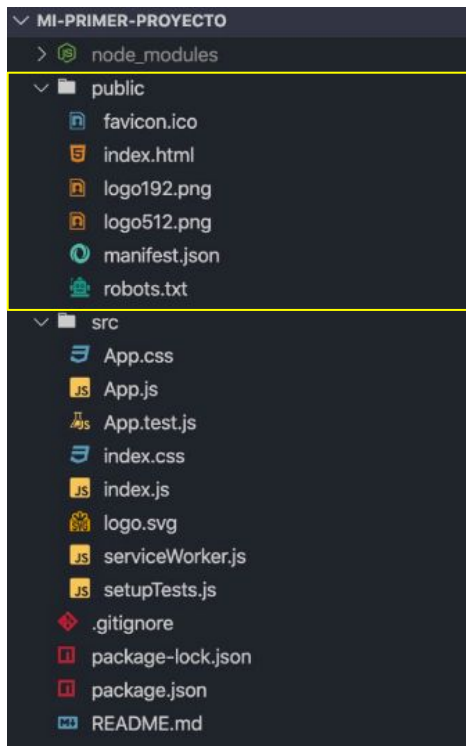 MI-PRIMER-PROYECTO
node_modules
public
favicon.ico
index.html
logo192.png
logo512.png
manifest.json
robots.txt
src
App.css
App.js
App.test.js
index.css
index.js
logo.svg
serviceWorker.js
setupTests.js
.gitignore
package-lock.json
package.json
README.md